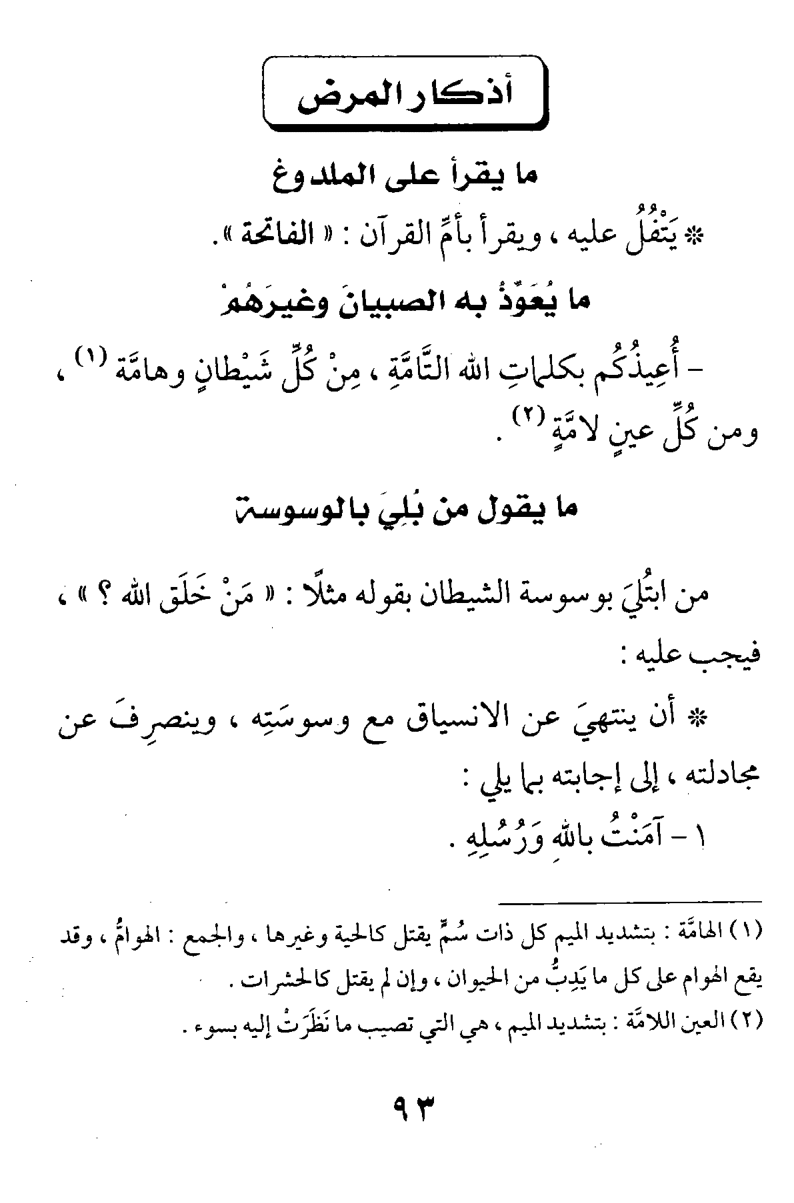 أذكار المرض
ما يقرأ على الملدوغ
* يَتْفُلُ عليه ، ويقرأ بأمِّ القرآن : « الفاتحة ».
ما يُعَوَّذُ به الصبيانَ وغيرَهُمْ
– أُعِيذُكُم بكلماتِ الله التَّامَّةِ ، مِنْ كُلِّ شَيْطانٍ وهامَّة (١) ،
ومن كُلِّ عينٍ لامَّةٍ (٢) .
ما يقول من بُلِيَ بالوسوسة
من ابتُلِيَ بوسوسة الشيطان بقوله مثلًا : « مَنْ خَلَق الله ؟ » ،
فيجب عليه :
* أن ينتهيَ عن الانسياق مع وسوسَتِه ، وينصرِفَ عن
مجادلته ، إلى إجابته بما يلي :
١ – آمَنْتُ باللهِ وَرُسُلِهِ .
(١) الهامَّة : بتشديد الميم كل ذات سُمٍّ يقتل كالحية وغيرها ، والجمع : الهوامُّ ، وقد
يقع الهوام على كل ما يَدِبُّ من الحيوان ، وإن لم يقتل كالحشرات .
(٢) العين اللامَّة : بتشديد الميم ، هي التي تصيب ما نَظَرَتْ إليه بسوء .
٩٣